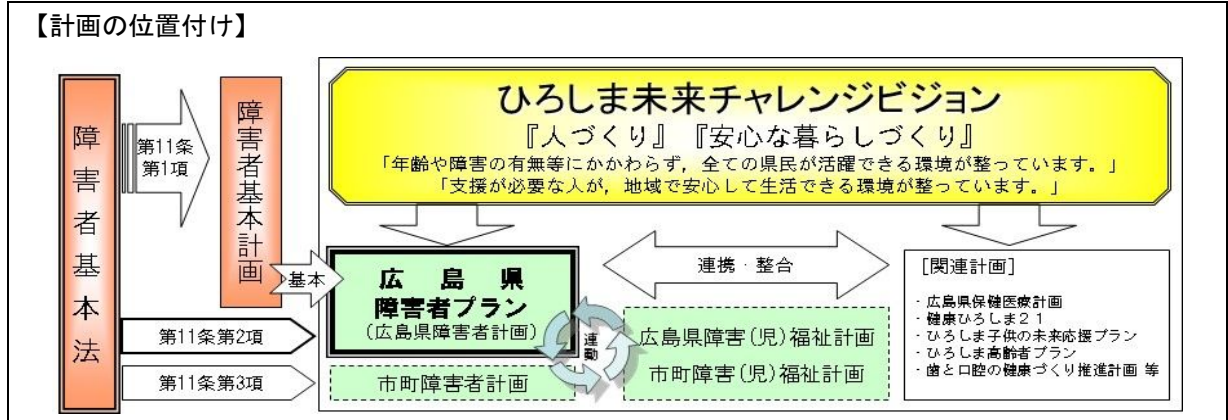 【計画の位置付け】
障害者基本法
第11条
第1項
障害者基本計画
基本
第11条第2項
第11条第3項
ひろしま未来チャレンジビジョン
『人づくり』『安心な暮らしづくり』
「年齢や障害の有無等にかかわらず，全ての県民が活躍できる環境が整っています。」
「支援が必要な人が，地域で安心して生活できる環境が整っています。」
広島県
障害者プラン
(広島県障害者計画)
市町障害者計画
連動
連携・整合
広島県障害(児)福祉計画
市町障害(児)福祉計画
[関連計画]
・広島県保健医療計画
・健康ひろしま２１
・ひろしま子供の未来応援プラン
・ひろしま高齢者プラン
・歯と口腔の健康づくり推進計画 等